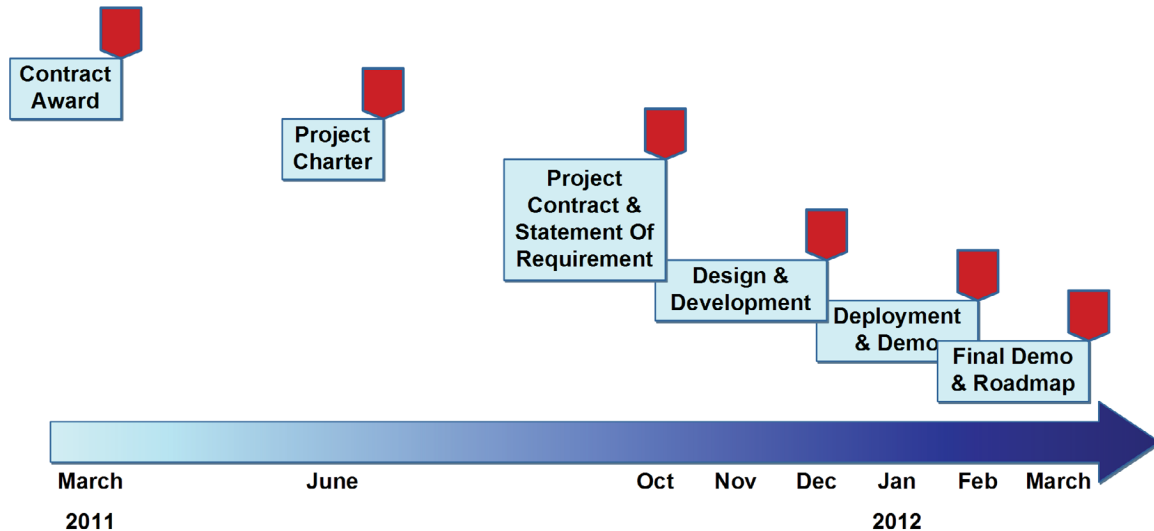 Contract
Award
Project
Charter
Project
Contract &
Statement Of
Requirement
Design &
Development
Deployment
& Demo
Final Demo
& Roadmap
March June Oct Nov Dec Jan Feb March
2011 2012